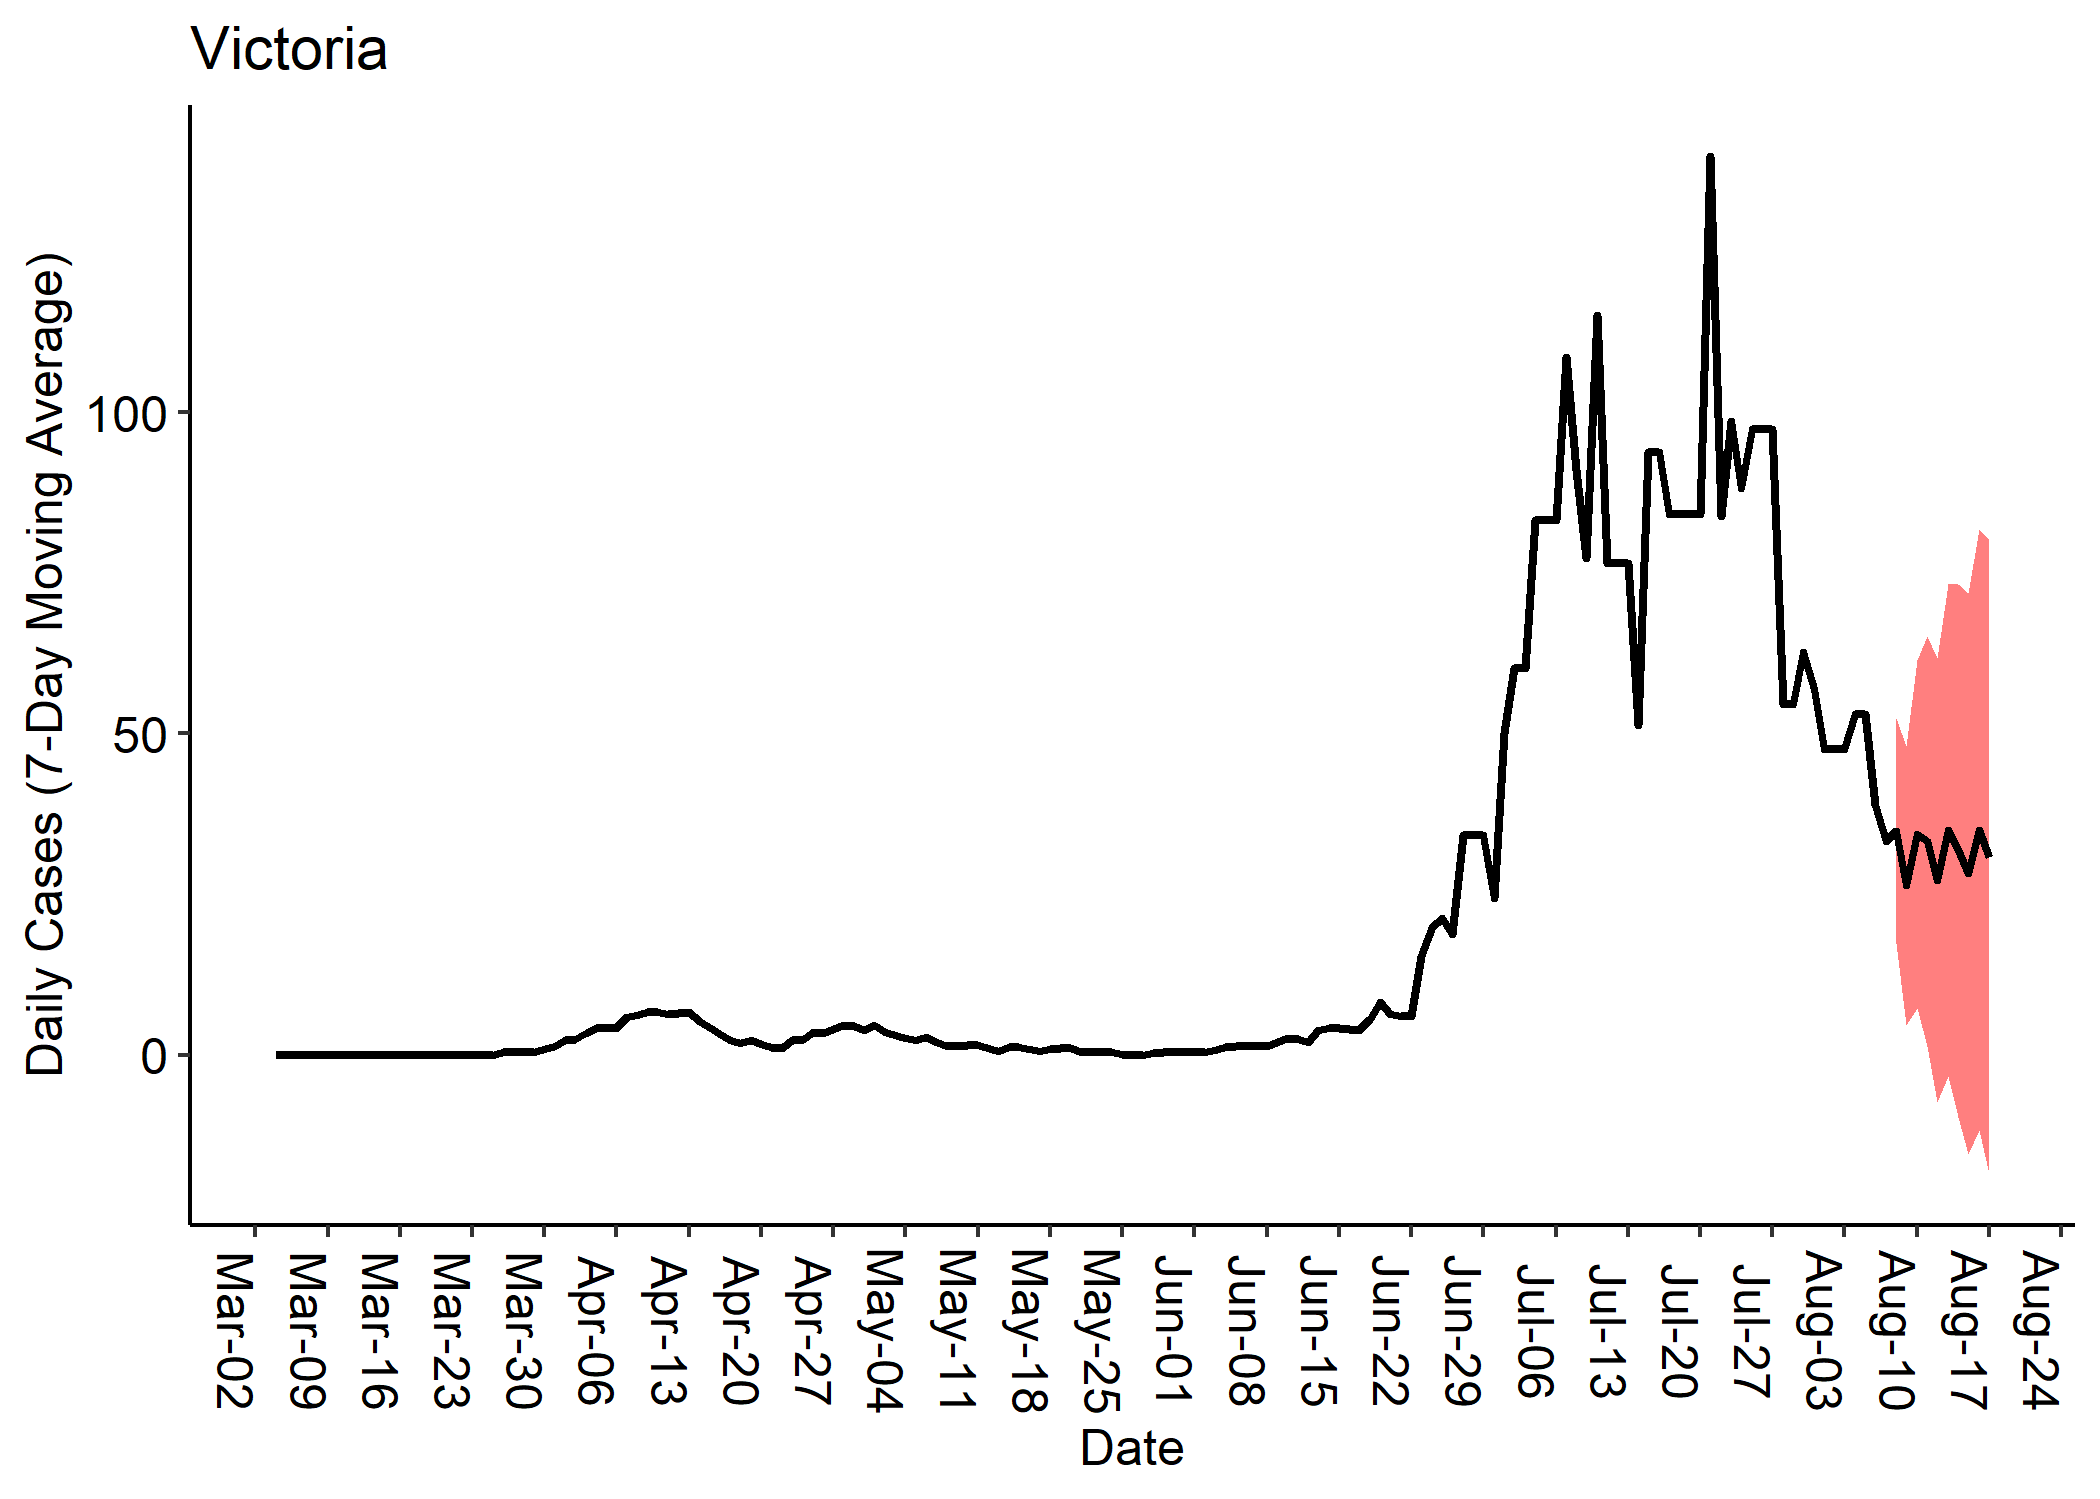 Victoria
Daily Cases (7-Day Moving Average)
100
50
0
Mar-02
Mar-09
Mar-16
Mar-23
Mar-30
Apr-06
Apr-13
Apr-20
Apr-27
May-04
May-11
May-18
May-25
Jun-01
Jun-08
Jun-15
Jun-22
Jun-29
Jul-06
Jul-13
Jul-20
Jul-27
Aug-03
Aug-10
Aug-17
Aug-24
Date